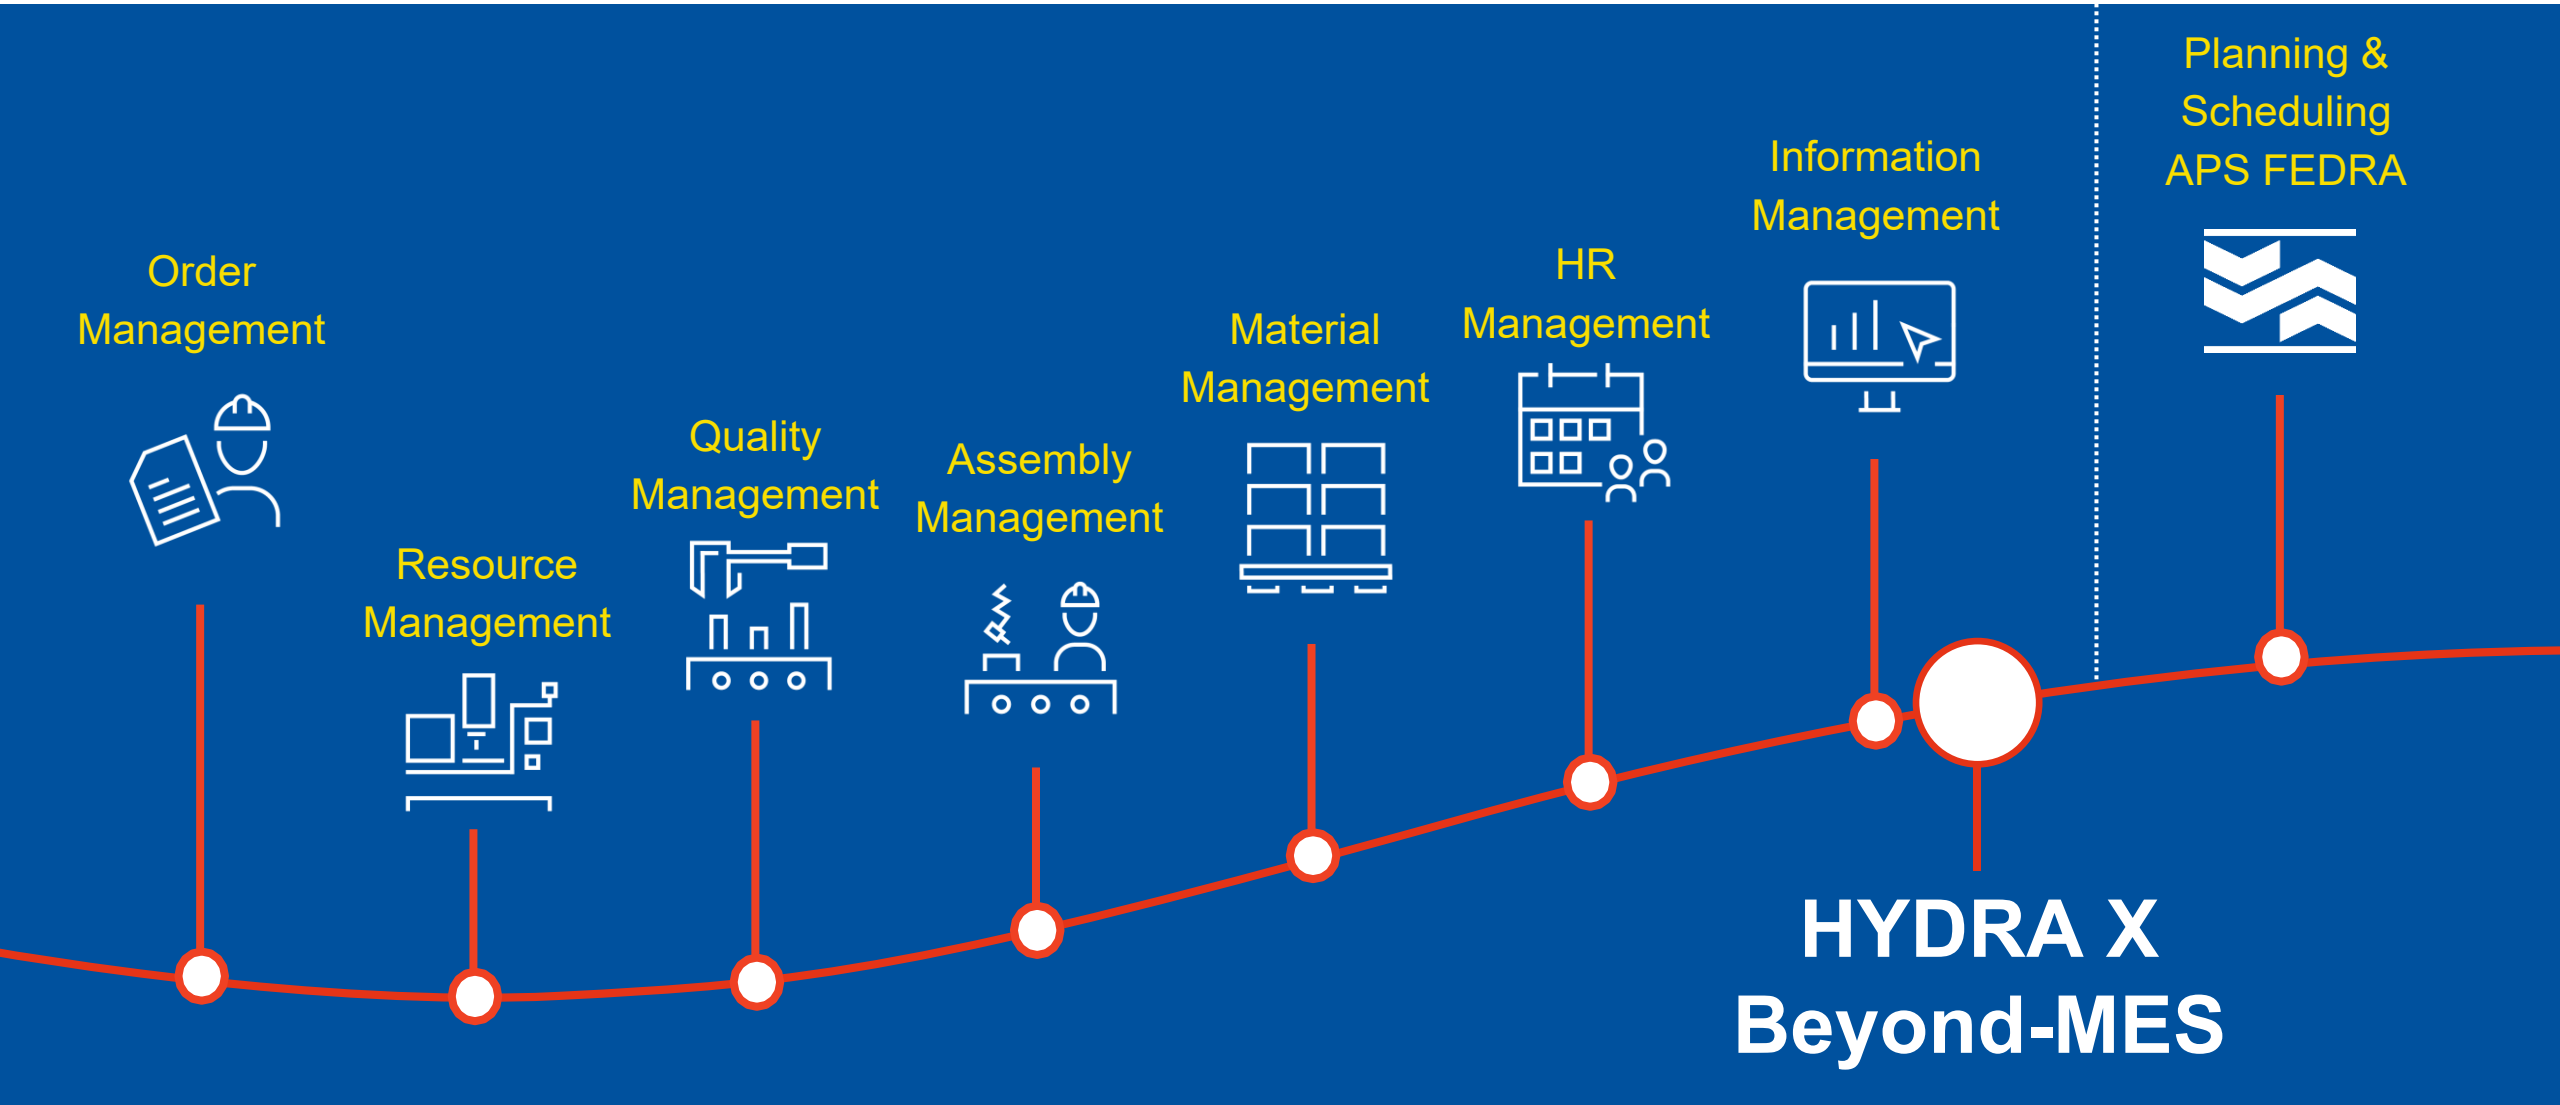 Order
Management
Resource
Management
Quality
Management
Assembly
Management
Material
Management
HR
Management
Information
Management
Planning &
Scheduling
APS FEDRA
HYDRA X
Beyond-MES